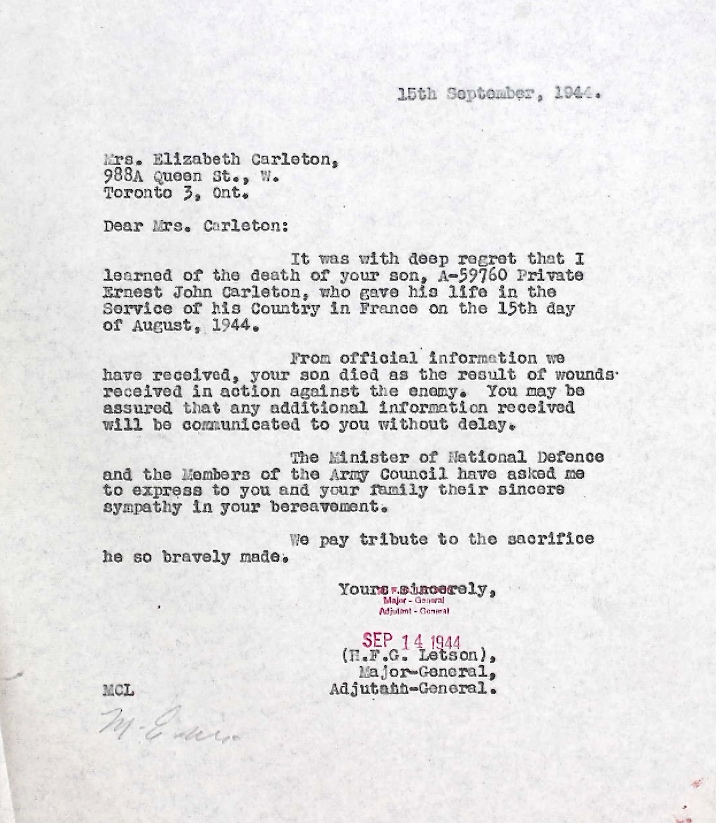 15th September, 1944.
Mrs. Elizabeth Carleton,
988A Queen St., W.
Toronto 3, Ont.
Dear Mrs. Carleton:
It was with deep regret that I
learned of the death of your son, A-59760 Private
Ernest John Carleton, who gave his life in the
Service of his Country in France on the 15th day
of August, 1944.
From official information we
have received, your son died as the result of wounds
received in action against the enemy. You may be
assured that any additional information received
will be communicated to you without delay.
The Minister of National Defence
and the Members of the Army Council have asked me
to express to you and your family their sincere
sympathy in your bereavement.
We pay tribute to the sacrifice
he so bravely made.
Yours sincerely,
Major - General
Adjutant - General
SEP 14 1944
(H.F.G. Letson),
Major-General,
Adjutant-General.
MCL